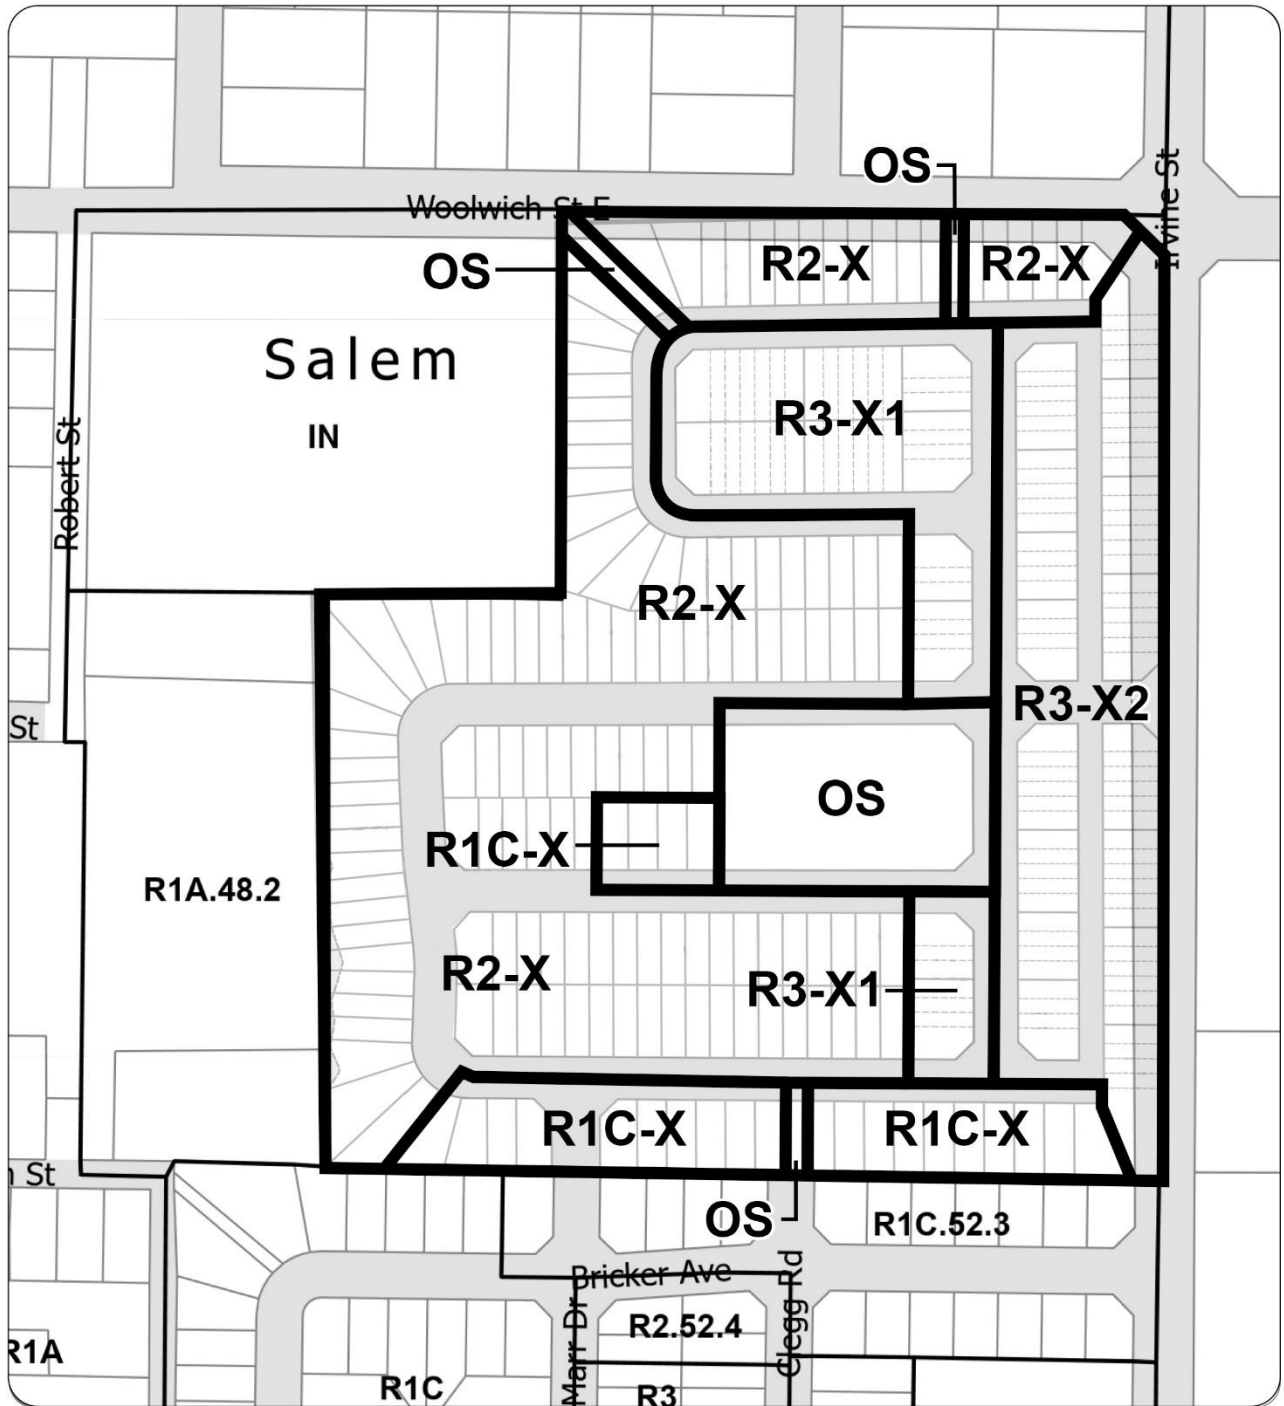 OS
Woolwich St E
Irvine St
OS
R2-X
R2-X
Salem
IN
R3-X1
Robert St
R2-X
St
R3-X2
OS
R1C-X
R1A.48.2
R2-X
R3-X1
R1C-X
R1C-X
St
OS
R1C.52.3
Bricker Ave
Clegg Rd
Marr Dr
R2.52.4
R1A
R1C
R3